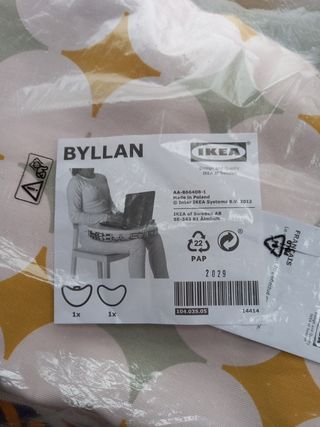 BYLLAN
IKEA
Design and Quality
IKEA of Sweden
AA-866408-1
Made in Poland
© Inter IKEA Systems B.V. 2012
IKEA of Sweden AB
SE-343 81 Älmhult
22
PAP
2029
1x
1x
104.035.05
14414
FRANÇAIS